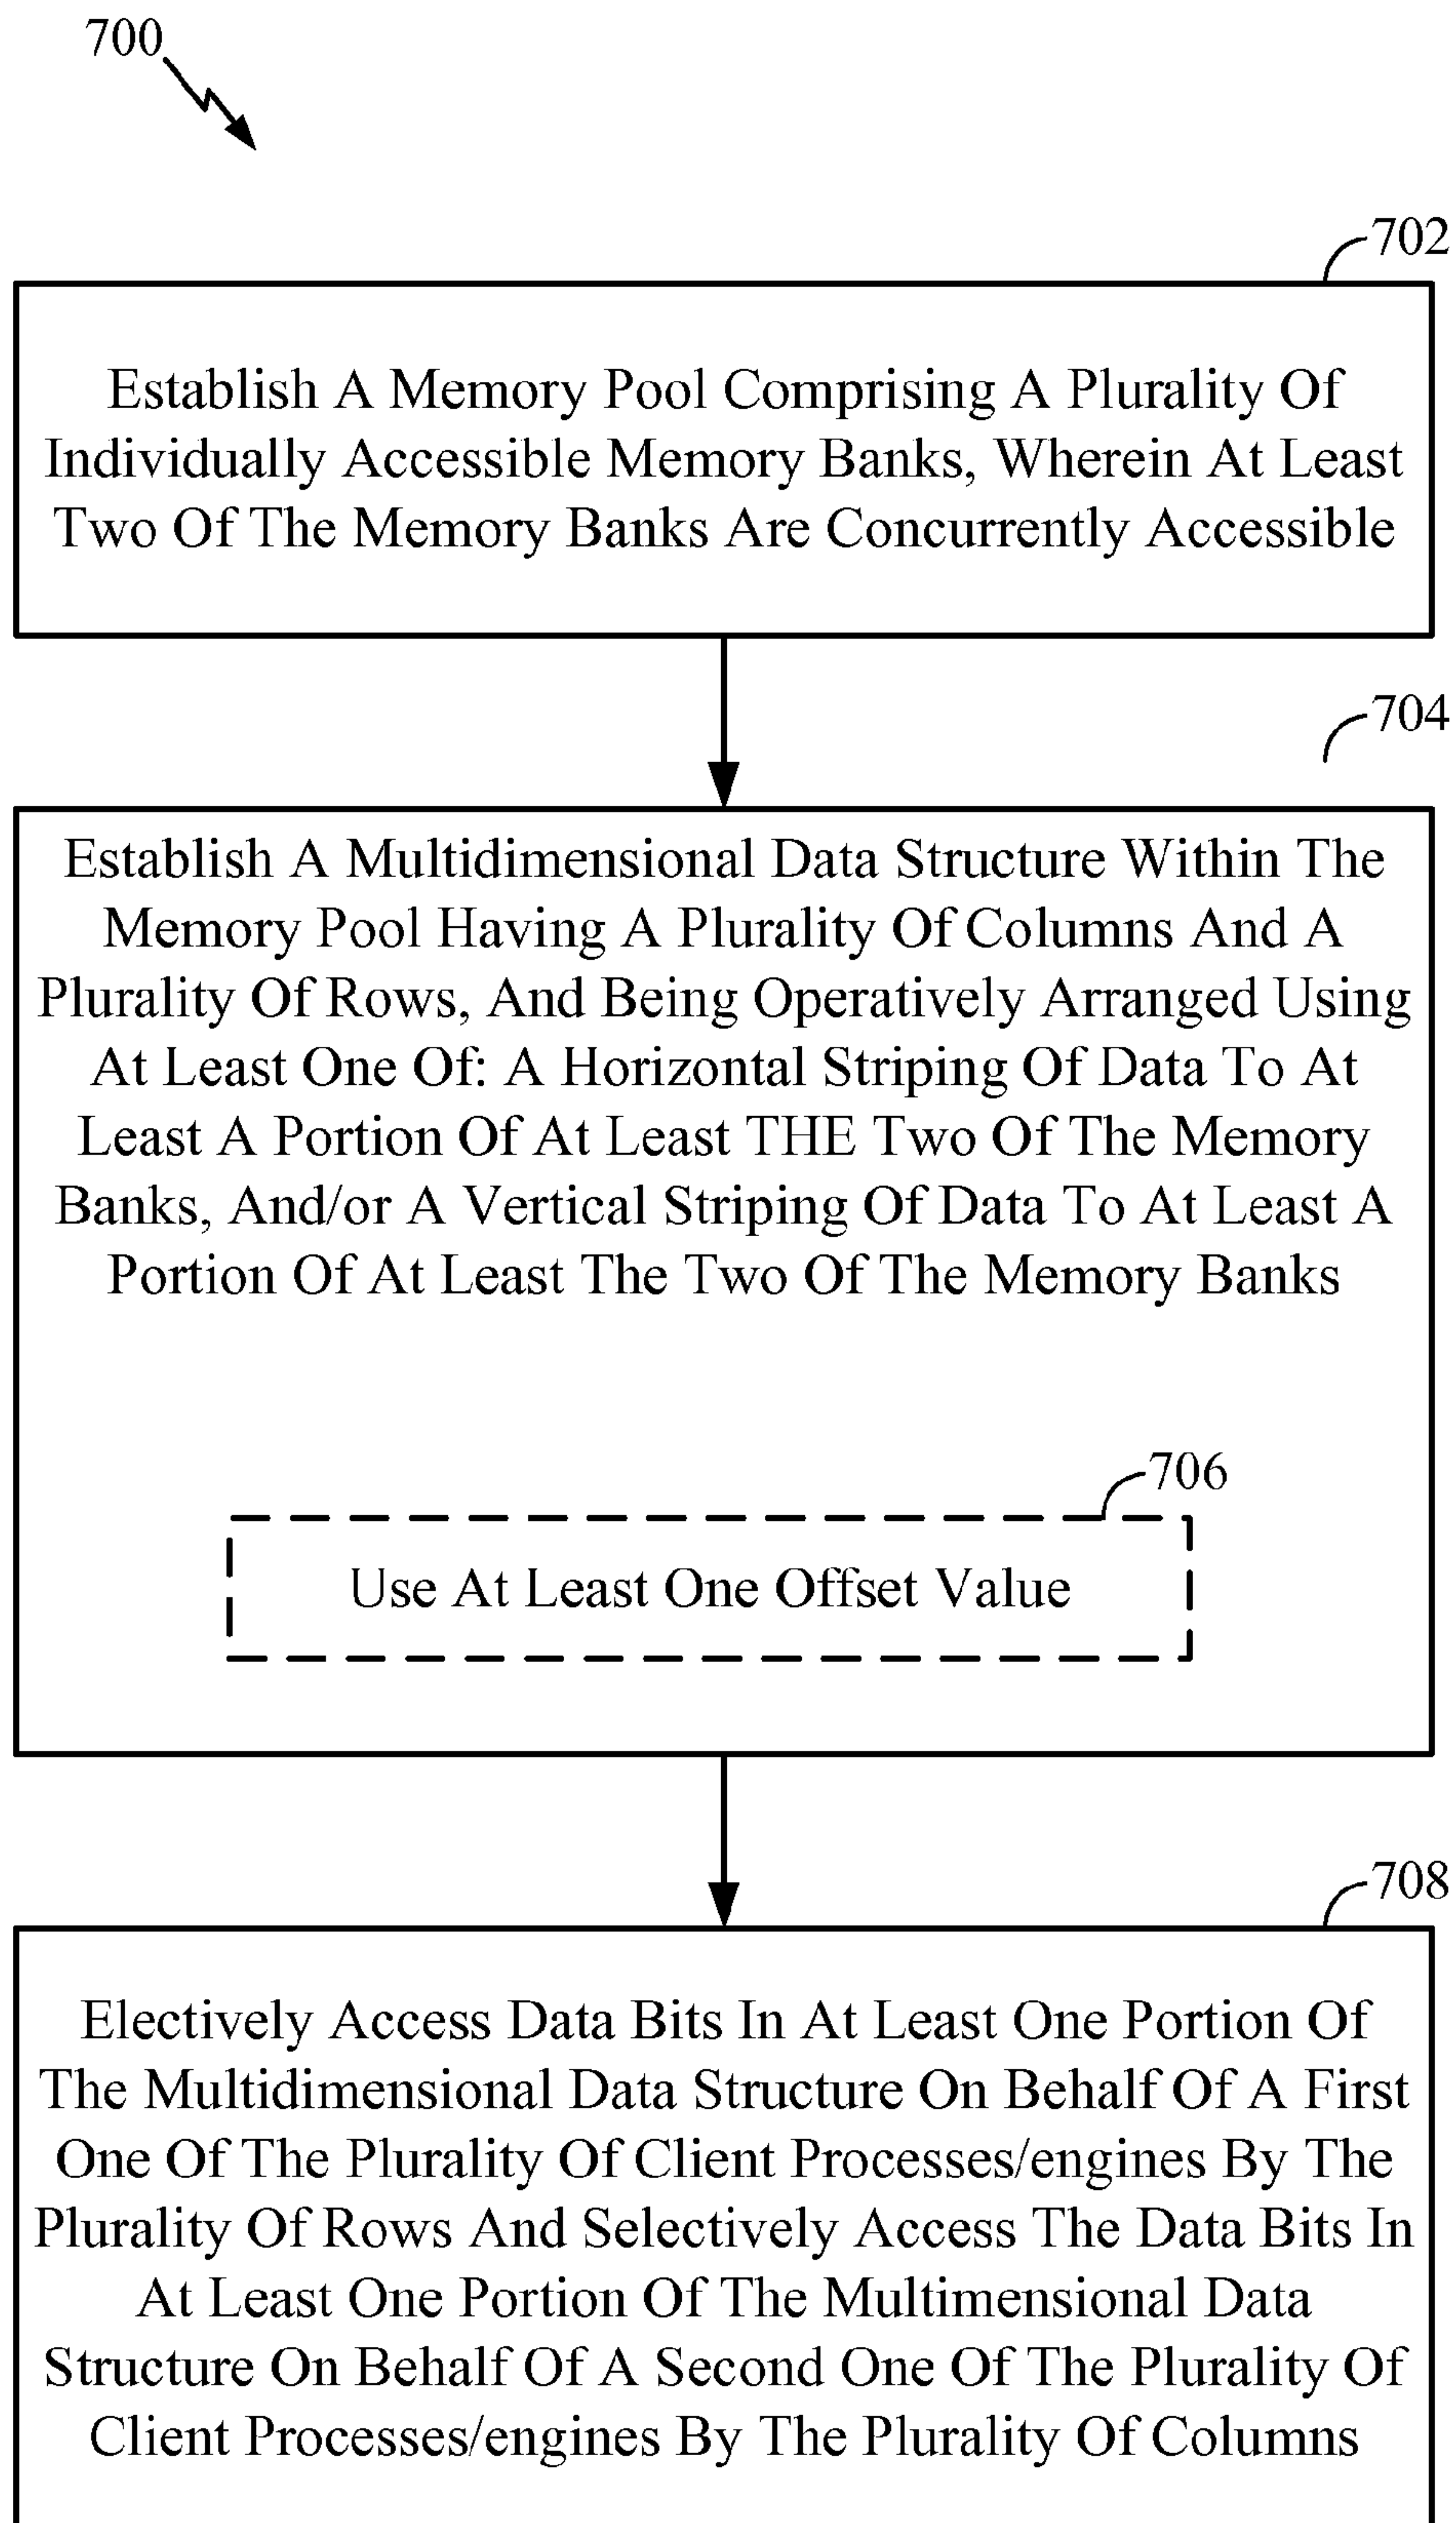 700
702
Establish A Memory Pool Comprising A Plurality Of
Individually Accessible Memory Banks, Wherein At Least
Two Of The Memory Banks Are Concurrently Accessible
704
Establish A Multidimensional Data Structure Within The
Memory Pool Having A Plurality Of Columns And A
Plurality Of Rows, And Being Operatively Arranged Using
At Least One Of: A Horizontal Striping Of Data To At
Least A Portion Of At Least THE Two Of The Memory
Banks, And/or A Vertical Striping Of Data To At Least A
Portion Of At Least The Two Of The Memory Banks
706
Use At Least One Offset Value
708
Electively Access Data Bits In At Least One Portion Of
The Multidimensional Data Structure On Behalf Of A First
One Of The Plurality Of Client Processes/engines By The
Plurality Of Rows And Selectively Access The Data Bits In
At Least One Portion Of The Multimensional Data
Structure On Behalf Of A Second One Of The Plurality Of
Client Processes/engines By The Plurality Of Columns